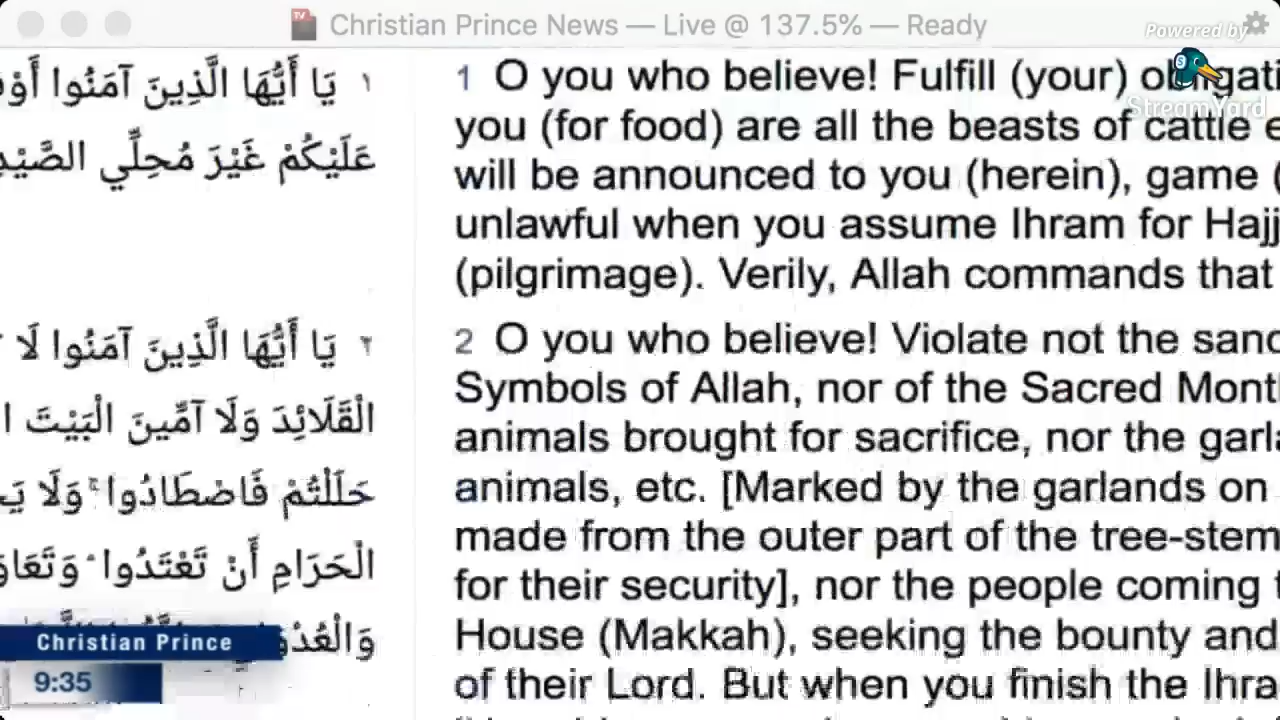 Christian Prince News — Live @ 137.5% — Ready
Powered by
StreamYard
١ يَا أَيُّهَا الَّذِينَ آمَنُوا
عَلَيْكُمْ غَيْرَ مُحِلِّي
٢ يَا أَيُّهَا الَّذِينَ آمَنُوا لَا
الْقَلَائِدَ وَلَا آمِّينَ الْبَيْتَ
حَلَلْتُمْ فَاصْطَادُوا ۚ وَلَا
الْحَرَامِ أَنْ تَعْتَدُوا ۘ
1 O you who believe! Fulfill (your)
you (for food) are all the beasts of cattle
will be announced to you (herein), game (
unlawful when you assume Ihram for Hajj
(pilgrimage). Verily, Allah commands that
2 O you who believe! Violate not the
Symbols of Allah, nor of the Sacred
animals brought for sacrifice, nor the
animals, etc. [Marked by the garlands on
made from the outer part of the tree-stem
for their security], nor the people coming
House (Makkah), seeking the bounty and
of their Lord. But when you finish the
Christian Prince
9:35